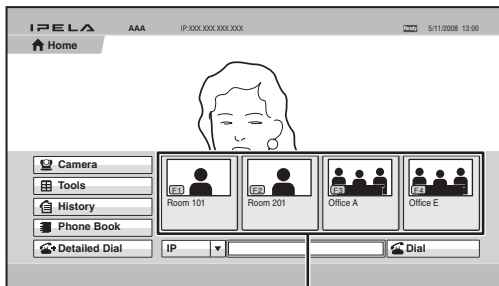 IPELA AAA IP:XXX.XXX.XXX.XXX 5/11/2008 13:00
Home
Camera
Tools
History
Phone Book
Detailed Dial
F1 F2 F3 F4
Room 101 Room 201 Office A Office E
IP Dial